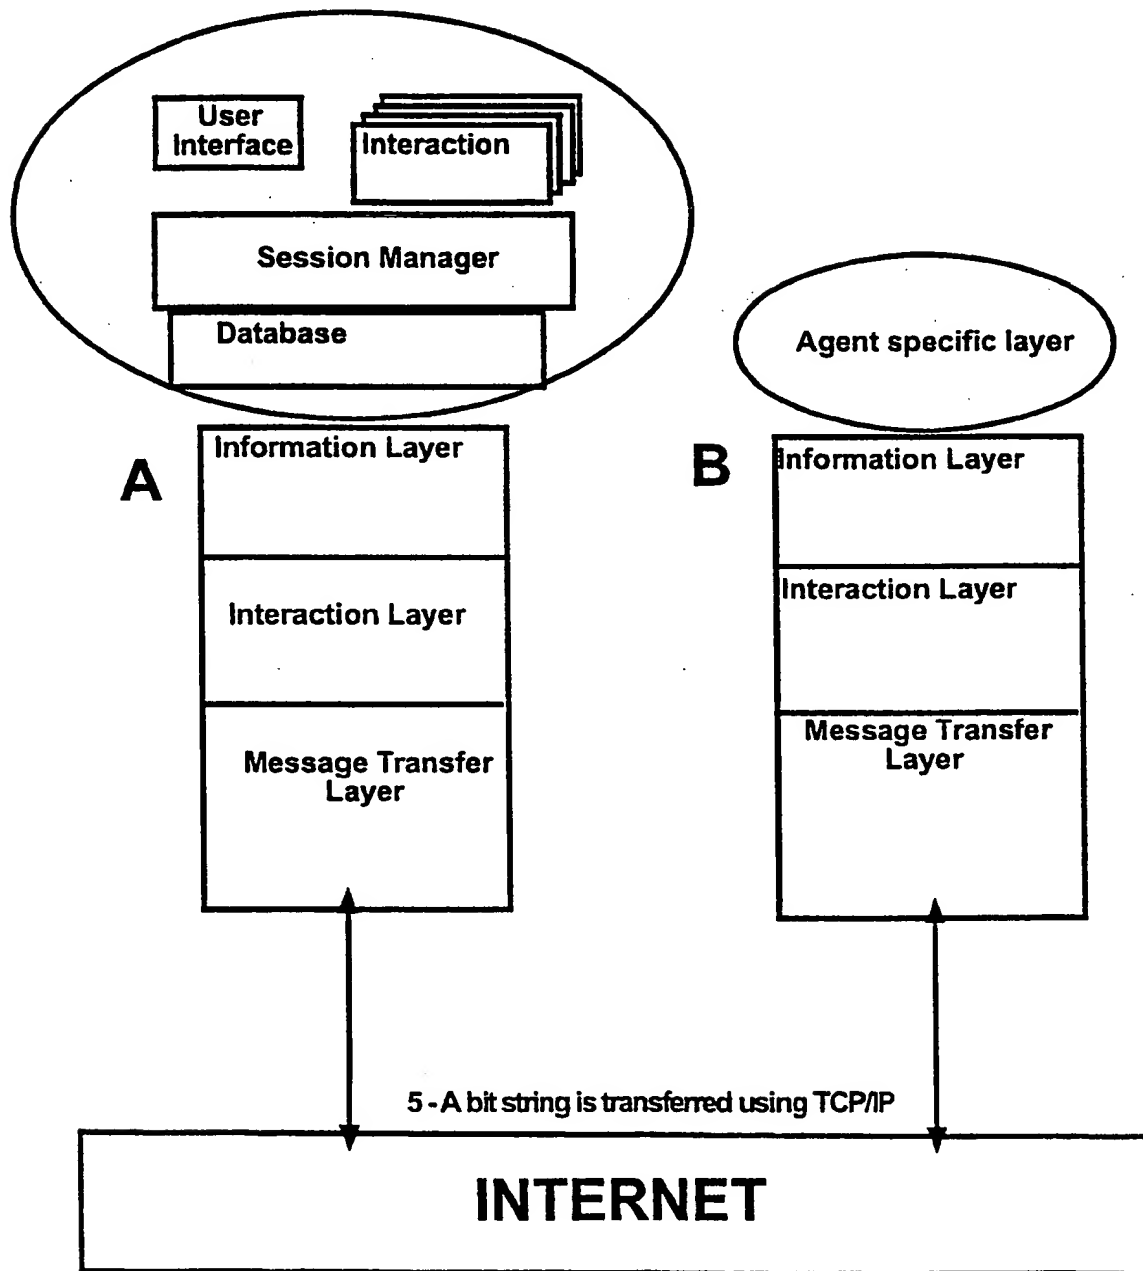 User
Interface
Interaction
Session Manager
Database
Agent specific layer
A
Information Layer
Interaction Layer
Message Transfer
Layer
B
Information Layer
Interaction Layer
Message Transfer
Layer
5 - A bit string is transferred using TCP/IP
INTERNET